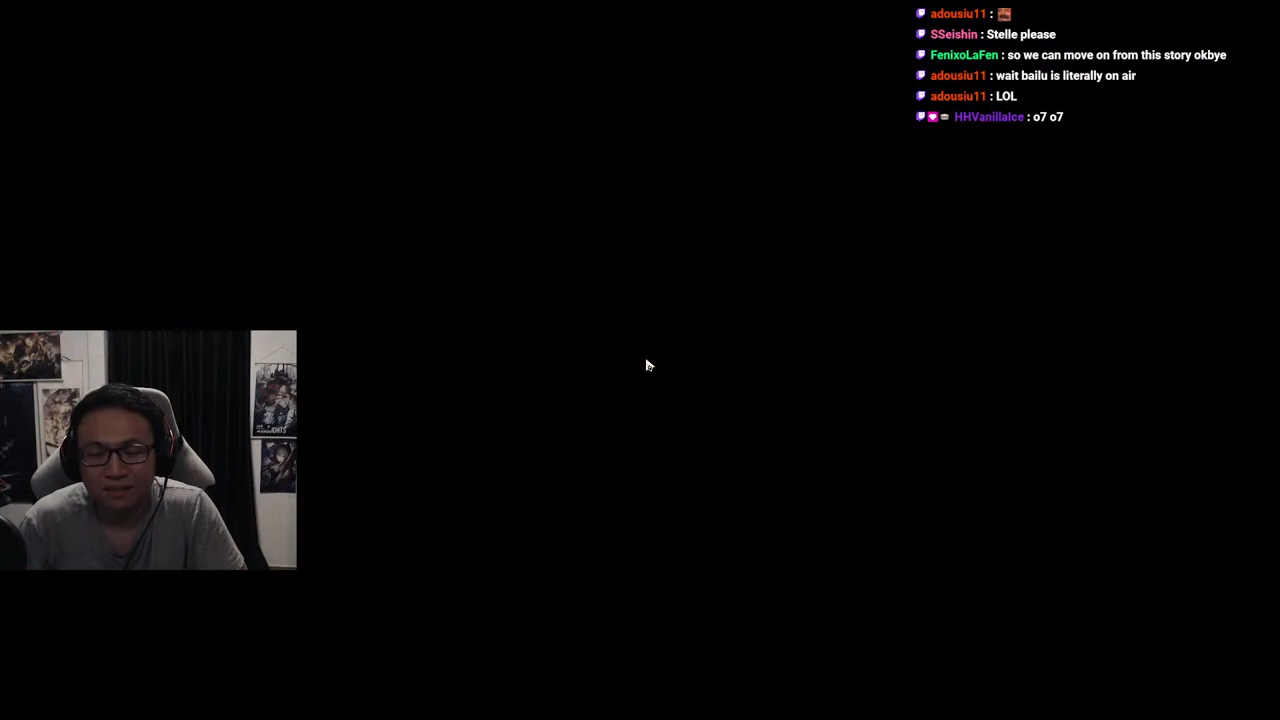 adousiu11 :
SSeishin : Stelle please
FenixoLaFen : so we can move on from this story okbye
adousiu11 : wait bailu is literally on air
adousiu11 : LOL
HHVanillaIce : o7 o7